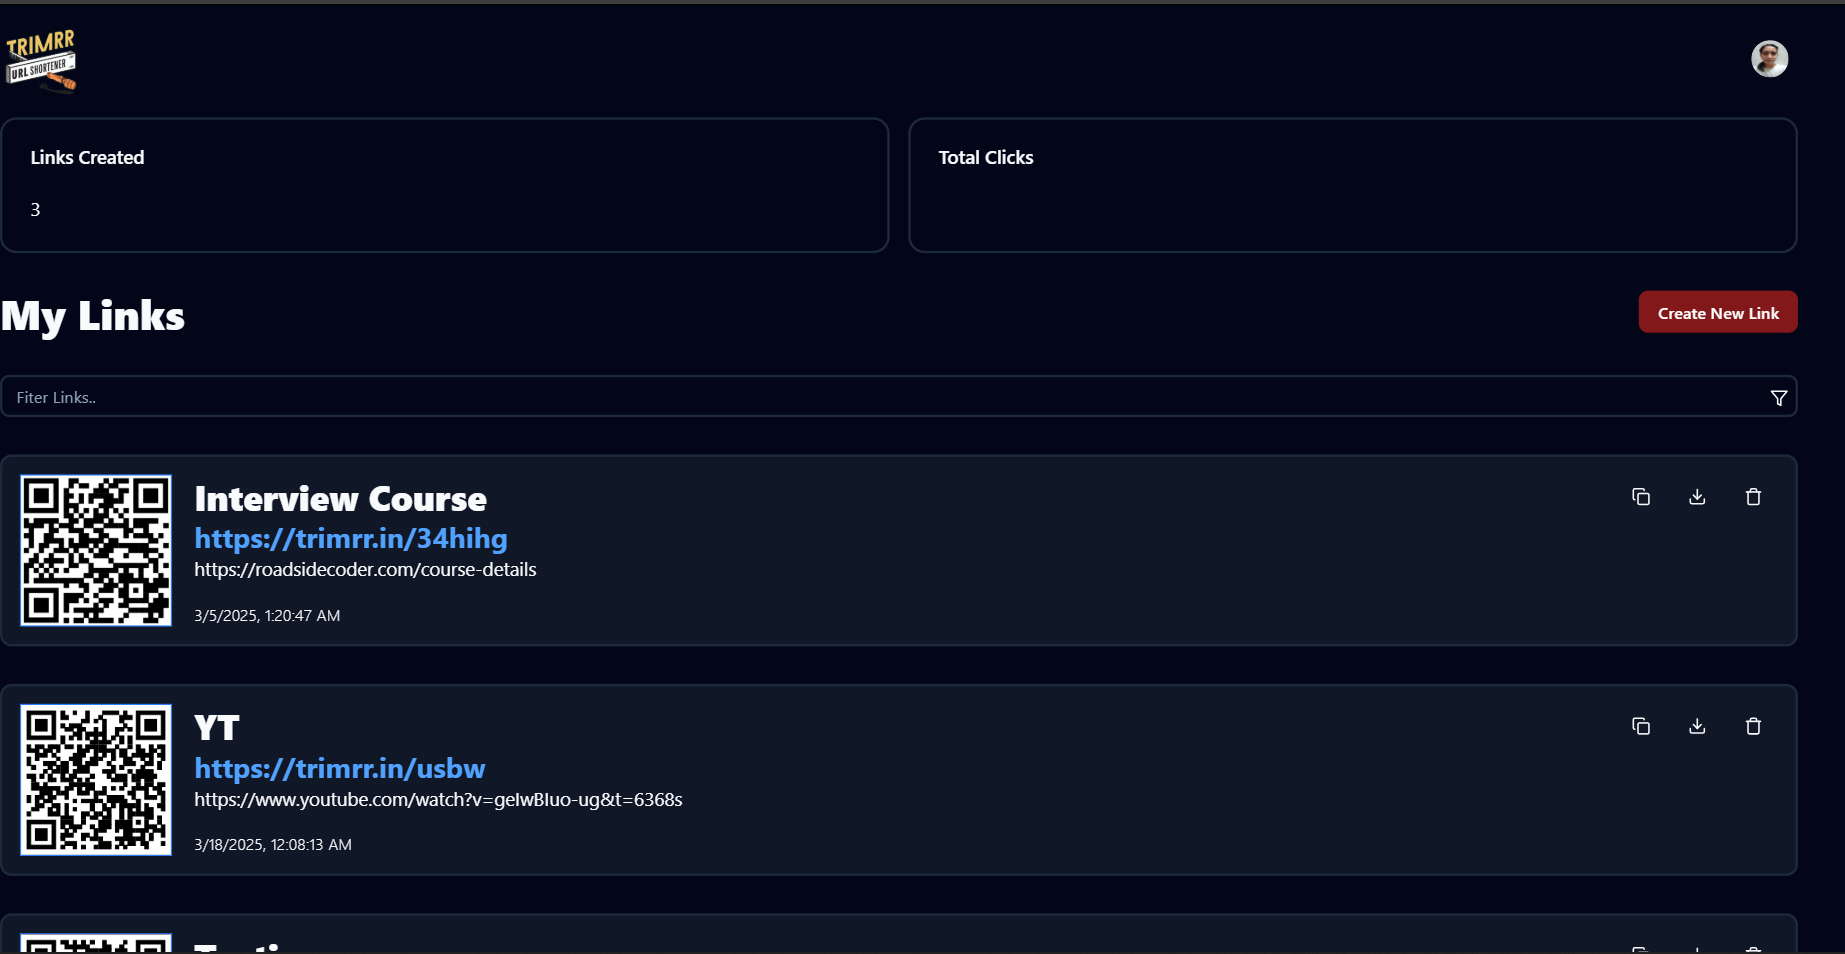 TRIMRR
URL SHORTENER
Links Created
3
Total Clicks
My Links
Create New Link
Fiter Links..
Interview Course
https://trimrr.in/34hihg
https://roadsidecoder.com/course-details
3/5/2025, 1:20:47 AM
YT
https://trimrr.in/usbw
https://www.youtube.com/watch?v=gelwBIuo-ug&t=6368s
3/18/2025, 12:08:13 AM